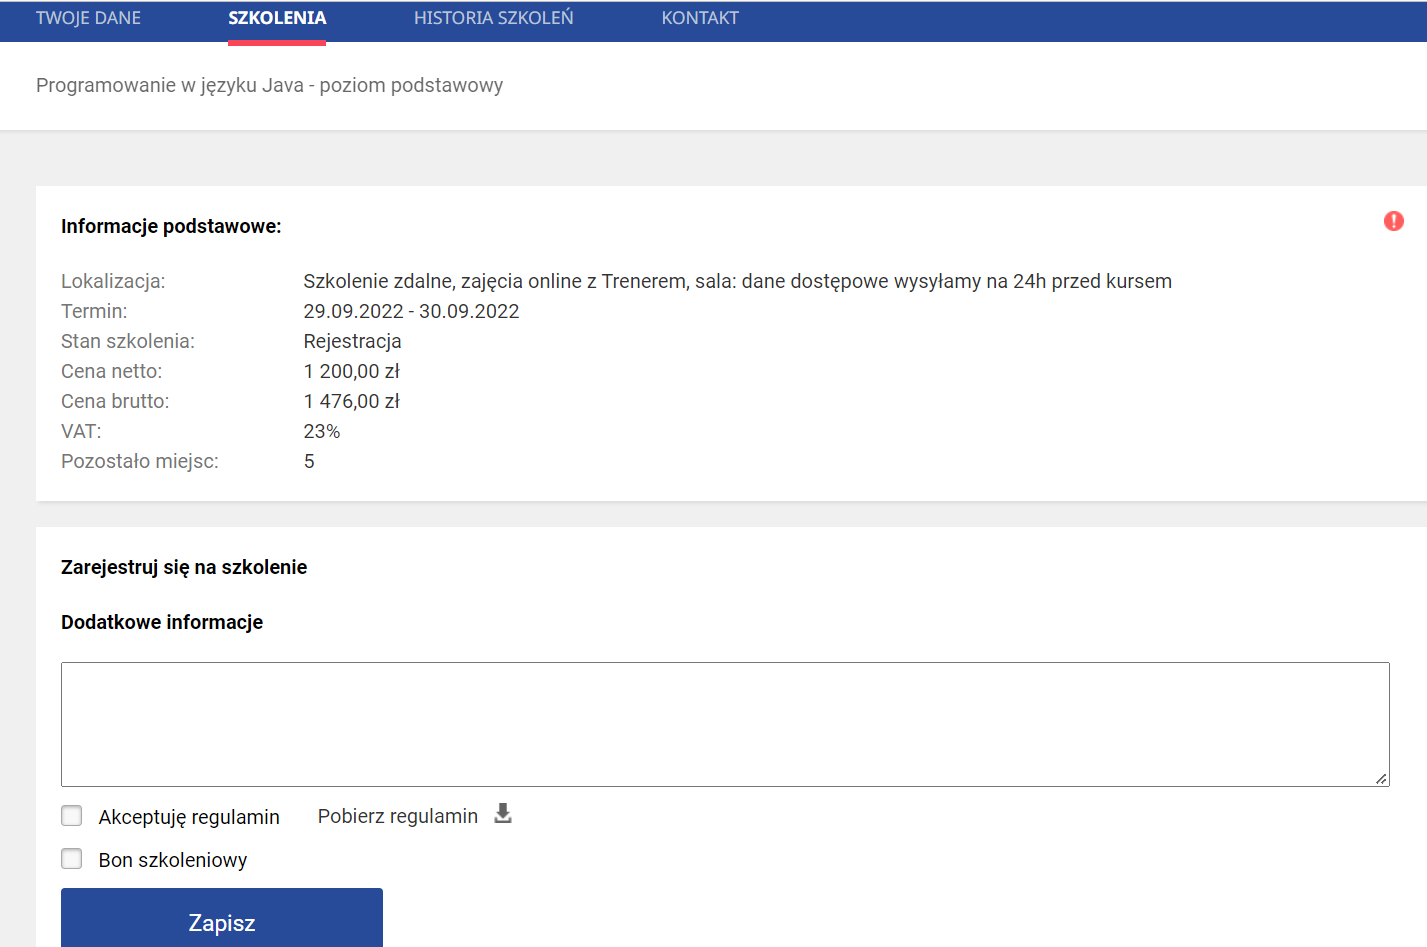 TWOJE DANE SZKOLENIA HISTORIA SZKOLEŃ KONTAKT
Programowanie w języku Java - poziom podstawowy
Informacje podstawowe:
Lokalizacja: Szkolenie zdalne, zajęcia online z Trenerem, sala: dane dostępowe wysyłamy na 24h przed kursem
Termin: 29.09.2022 - 30.09.2022
Stan szkolenia: Rejestracja
Cena netto: 1 200,00 zł
Cena brutto: 1 476,00 zł
VAT: 23%
Pozostało miejsc: 5
Zarejestruj się na szkolenie
Dodatkowe informacje
Akceptuję regulamin Pobierz regulamin
Bon szkoleniowy
Zapisz